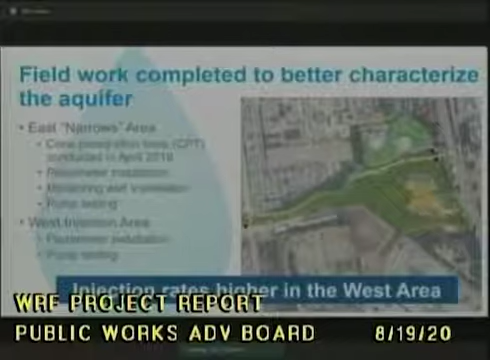 Field work completed to better characterize
the aquifer
• East "Narrows" Area
• Cone penetration tests (CPT)
conducted in April 2019
• Piezometer installation
• Monitoring well installation
• Pump testing
• West Injection Area
• Piezometer installation
• Pump testing
Injection rates higher in the West Area
WRF PROJECT REPORT
PUBLIC WORKS ADV BOARD 8/19/20